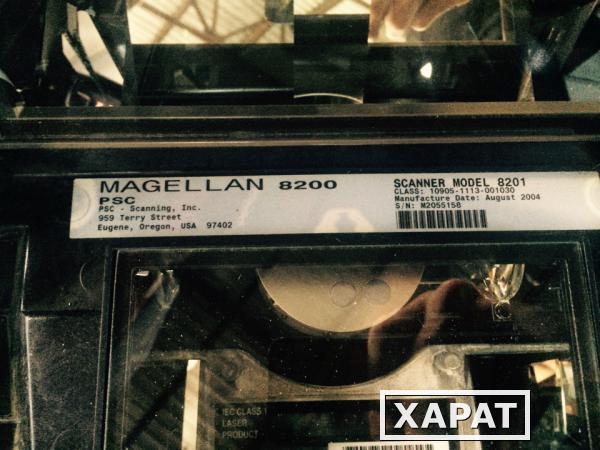 MAGELLAN 8200
PSC
PSC - Scanning, Inc.
959 Terry Street
Eugene, Oregon, USA 97402
SCANNER MODEL 8201
CLASS: 10905-1113-001030
Manufacture Date: August 2004
S/N: M2055158
IEC CLASS 1
LASER
PRODUCT
ХАРАТ